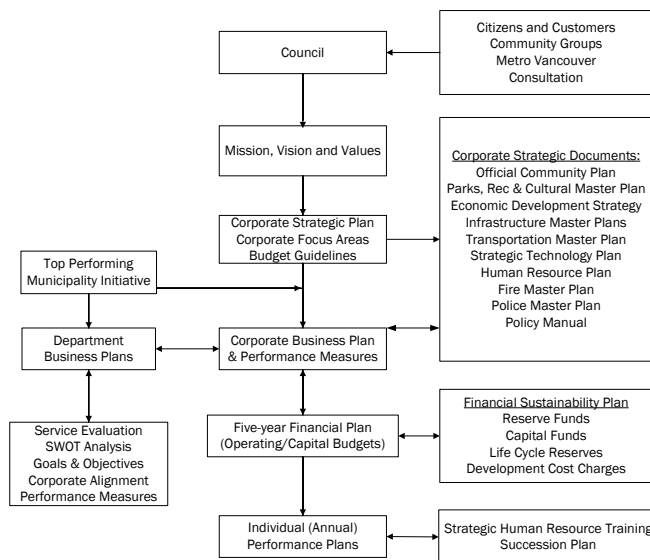 Citizens and Customers
Community Groups
Metro Vancouver
Consultation
Council
Mission, Vision and Values
Corporate Strategic Documents:
Official Community Plan
Parks, Rec & Cultural Master Plan
Economic Development Strategy
Infrastructure Master Plans
Transportation Master Plan
Strategic Technology Plan
Human Resource Plan
Fire Master Plan
Police Master Plan
Policy Manual
Corporate Strategic Plan
Corporate Focus Areas
Budget Guidelines
Top Performing
Municipality Initiative
Department
Business Plans
Corporate Business Plan
& Performance Measures
Service Evaluation
SWOT Analysis
Goals & Objectives
Corporate Alignment
Performance Measures
Five-year Financial Plan
(Operating/Capital Budgets)
Financial Sustainability Plan
Reserve Funds
Capital Funds
Life Cycle Reserves
Development Cost Charges
Individual (Annual)
Performance Plans
Strategic Human Resource Training
Succession Plan